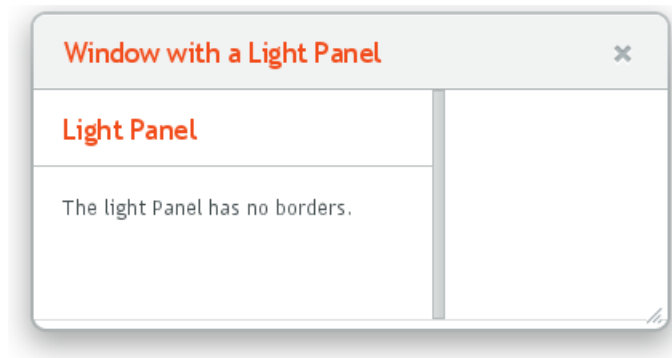 Window with a Light Panel
Light Panel
The light Panel has no borders.